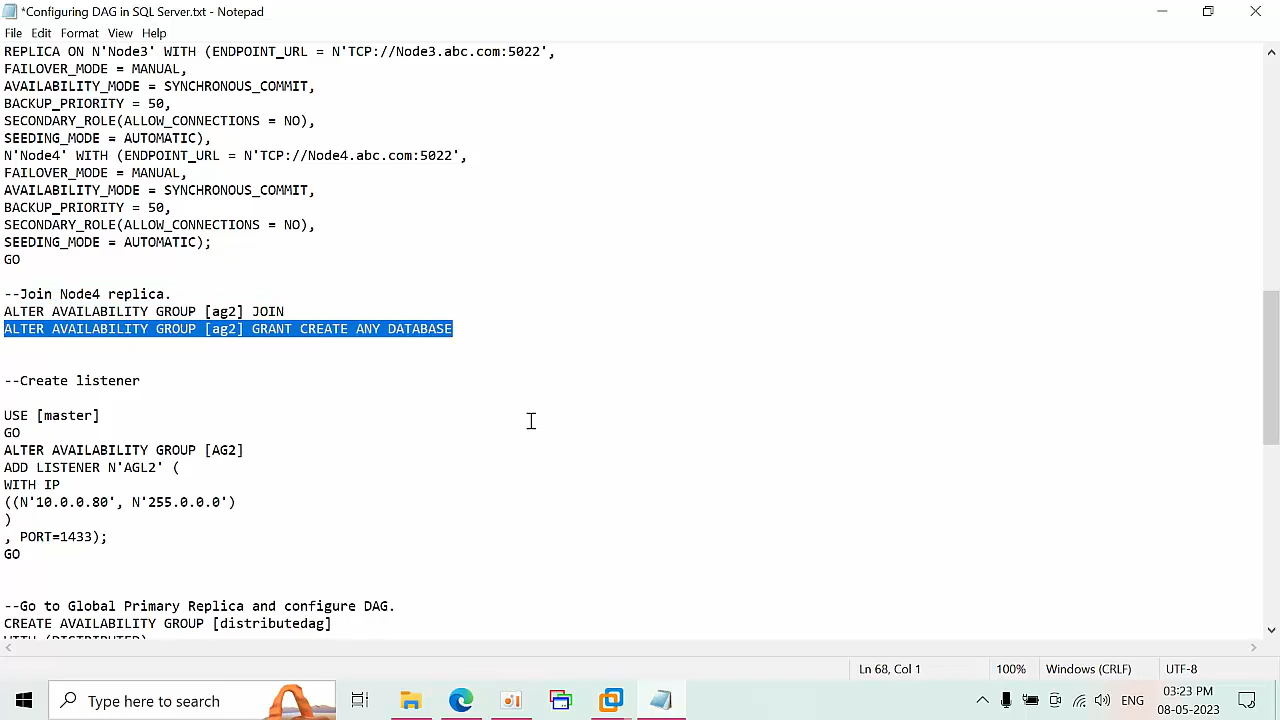 *Configuring DAG in SQL Server.txt - Notepad
File Edit Format View Help
REPLICA ON N'Node3' WITH (ENDPOINT_URL = N'TCP://Node3.abc.com:5022',
FAILOVER_MODE = MANUAL,
AVAILABILITY_MODE = SYNCHRONOUS_COMMIT,
BACKUP_PRIORITY = 50,
SECONDARY_ROLE(ALLOW_CONNECTIONS = NO),
SEEDING_MODE = AUTOMATIC),
N'Node4' WITH (ENDPOINT_URL = N'TCP://Node4.abc.com:5022',
FAILOVER_MODE = MANUAL,
AVAILABILITY_MODE = SYNCHRONOUS_COMMIT,
BACKUP_PRIORITY = 50,
SECONDARY_ROLE(ALLOW_CONNECTIONS = NO),
SEEDING_MODE = AUTOMATIC);
GO
--Join Node4 replica.
ALTER AVAILABILITY GROUP [ag2] JOIN
ALTER AVAILABILITY GROUP [ag2] GRANT CREATE ANY DATABASE
--Create listener
USE [master]
GO
ALTER AVAILABILITY GROUP [AG2]
ADD LISTENER N'AGL2' (
WITH IP
((N'10.0.0.80', N'255.0.0.0')
)
, PORT=1433);
GO
--Go to Global Primary Replica and configure DAG.
CREATE AVAILABILITY GROUP [distributedag]
WITH (DISTRIBUTED)
Ln 68, Col 1
100%
Windows (CRLF)
UTF-8
Type here to search
ENG
03:23 PM
08-05-2023